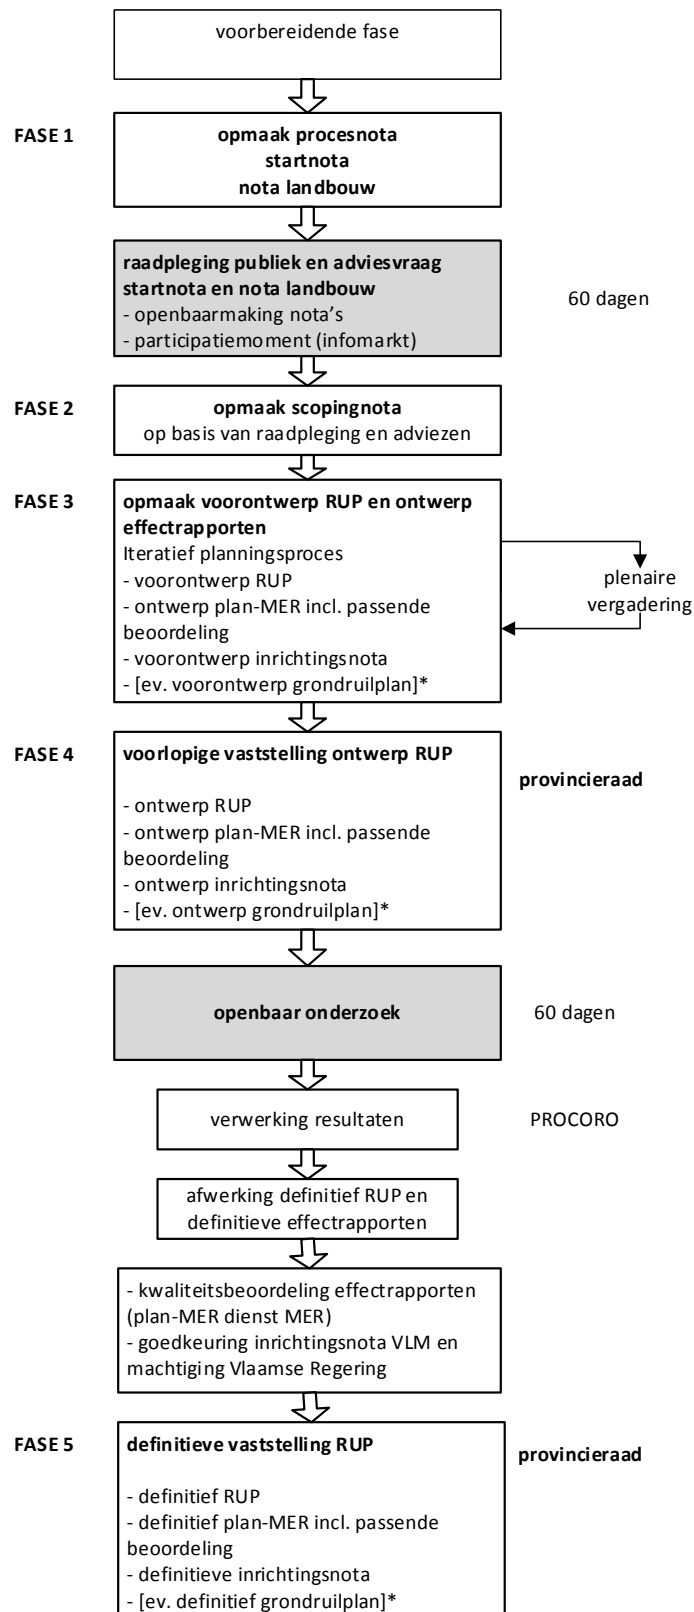 voorbereidende fase
FASE 1
opmaak procesnota
startnota
nota landbouw
raadpleging publiek en adviesvraag
startnota en nota landbouw
- openbaarmaking nota's
- participatiemoment (infomarkt)
60 dagen
FASE 2
opmaak scopingnota
op basis van raadpleging en adviezen
FASE 3
opmaak voorontwerp RUP en ontwerp
effectrapporten
Iteratief planningsproces
- voorontwerp RUP
- ontwerp plan-MER incl. passende
beoordeling
- voorontwerp inrichtingsnota
- [ev. voorontwerp grondruilplan]*
plenaire
vergadering
FASE 4
voorlopige vaststelling ontwerp RUP
provincieraad
- ontwerp RUP
- ontwerp plan-MER incl. passende
beoordeling
- ontwerp inrichtingsnota
- [ev. ontwerp grondruilplan]*
openbaar onderzoek
60 dagen
verwerking resultaten
PROCORO
afwerking definitief RUP en
definitieve effectrapporten
- kwaliteitsbeoordeling effectrapporten
(plan-MER dienst MER)
- goedkeuring inrichtingsnota VLM en
machtiging Vlaamse Regering
FASE 5
definitieve vaststelling RUP
provincieraad
- definitief RUP
- definitief plan-MER incl. passende
beoordeling
- definitieve inrichtingsnota
- [ev. definitief grondruilplan]*